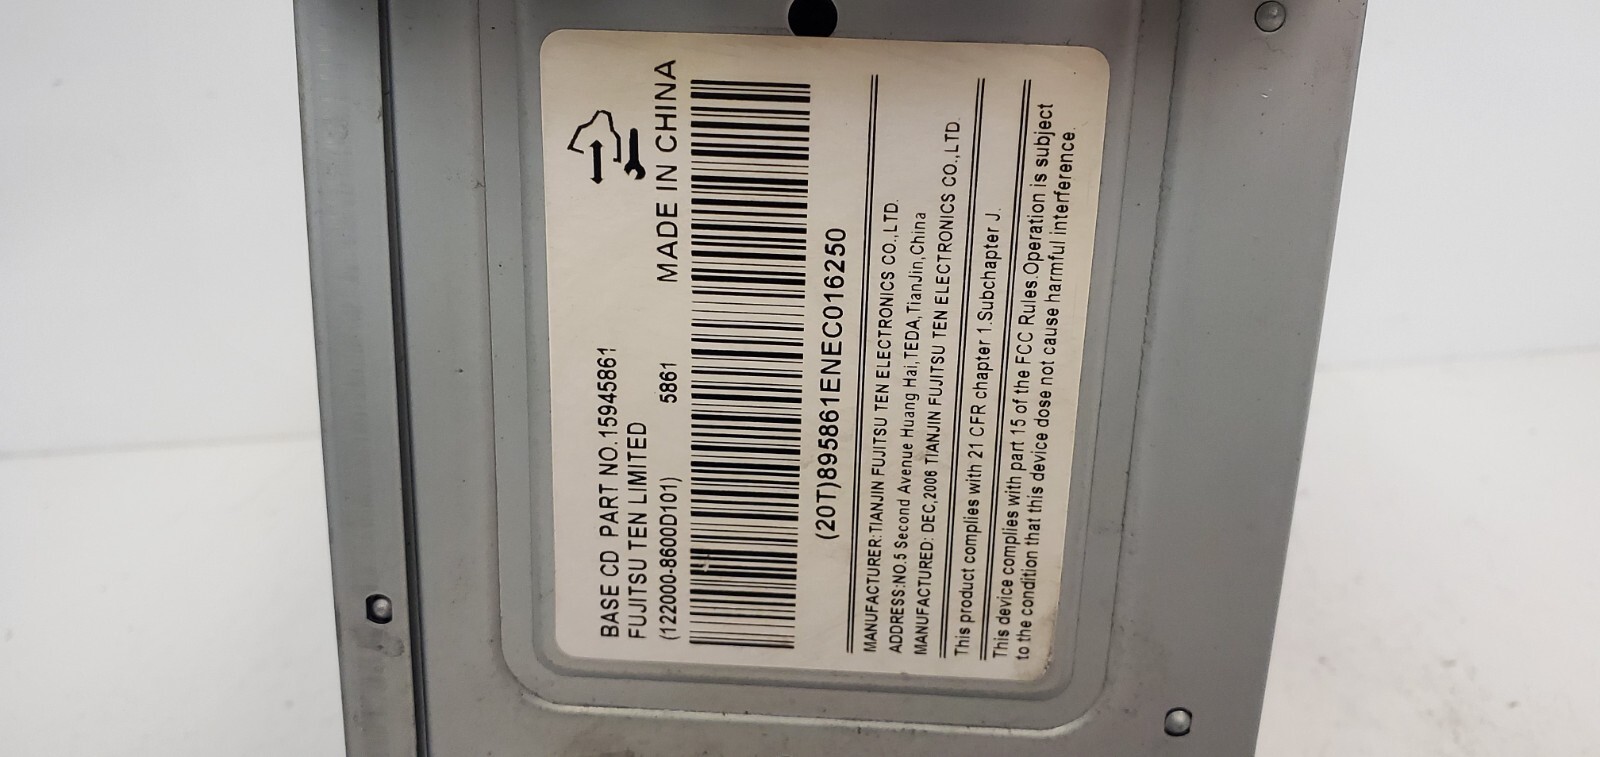 BASE CD PART NO.15945861
FUJITSU TEN LIMITED
(122000-8600D101) 5861 MADE IN CHINA
(20T)895861ENEC016250
MANUFACTURER:TIANJIN FUJITSU TEN ELECTRONICS CO.,LTD.
ADDRESS:NO.5 Second Avenue Huang Hai,TEDA,TianJin,China
MANUFACTURED: DEC,2006 TIANJIN FUJITSU TEN ELECTRONICS CO.,LTD.
This product complies with 21 CFR chapter 1.Subchapter J.
This device complies with part 15 of the FCC Rules.Operation is subject
to the condition that this device dose not cause harmful interference.